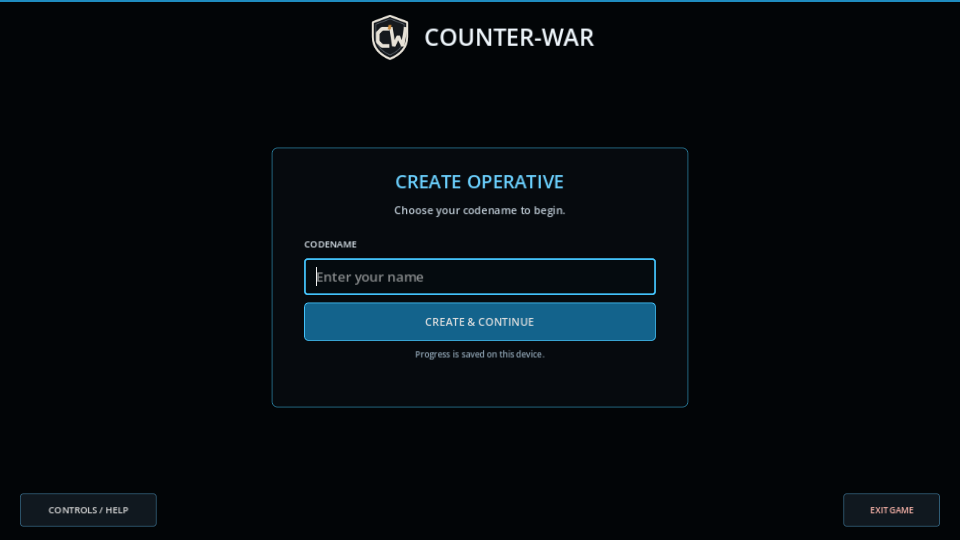 CW COUNTER-WAR
CREATE OPERATIVE
Choose your codename to begin.
CODENAME
Enter your name
CREATE & CONTINUE
Progress is saved on this device.
CONTROLS / HELP
EXIT GAME